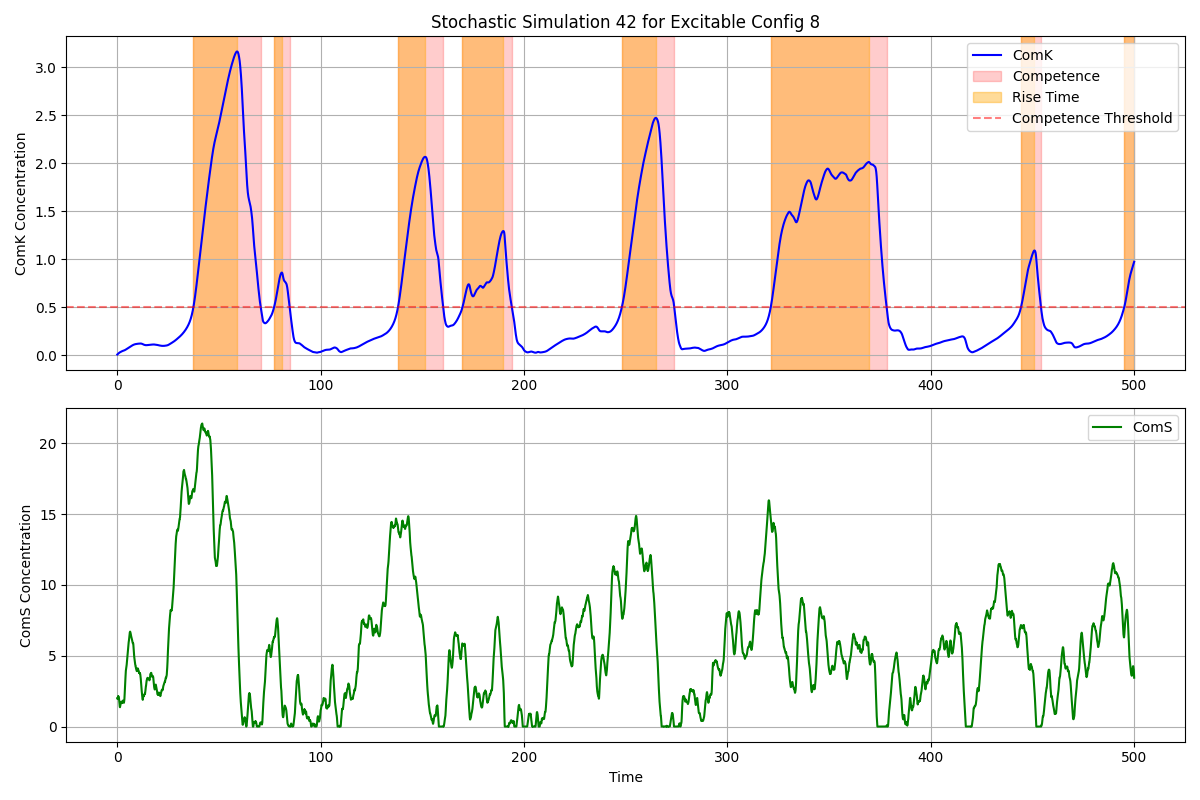 Stochastic Simulation 42 for Excitable Config 8
ComK Concentration
3.0
2.5
2.0
1.5
1.0
0.5
0.0
ComK
Competence
Rise Time
Competence Threshold
0 100 200 300 400 500
ComS Concentration
20
15
10
5
0
ComS
0 100 200 300 400 500
Time